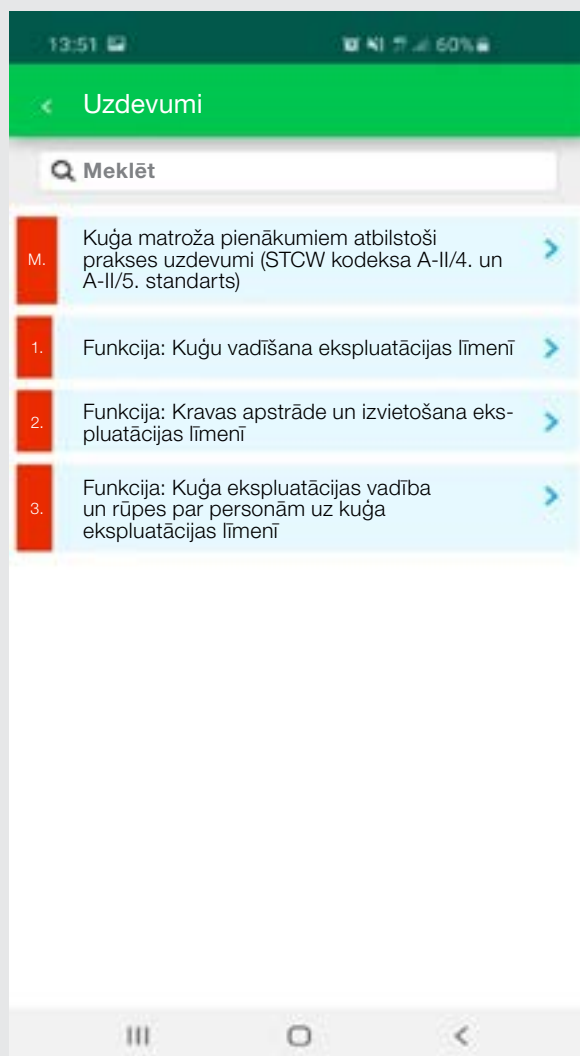 13:51
60%
Uzdevumi
Meklēt
M.
Kuģa matroža pienākumiem atbilstoši
prakses uzdevumi (STCW kodeksa A-II/4. un
A-II/5. standarts)
1.
Funkcija: Kuģu vadīšana ekspluatācijas līmenī
2.
Funkcija: Kravas apstrāde un izvietošana eks-
pluatācijas līmenī
3.
Funkcija: Kuģa ekspluatācijas vadība
un rūpes par personām uz kuģa
ekspluatācijas līmenī